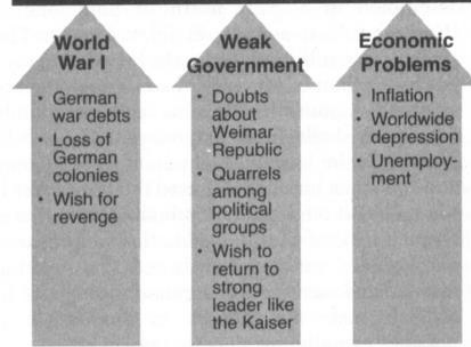 World
War I
• German
war debts
• Loss of
German
colonies
• Wish for
revenge
Weak
Government
• Doubts
about
Weimar
Republic
• Quarrels
among
political
groups
• Wish to
return to
strong
leader like
the Kaiser
Economic
Problems
• Inflation
• Worldwide
depression
• Unemploy-
ment